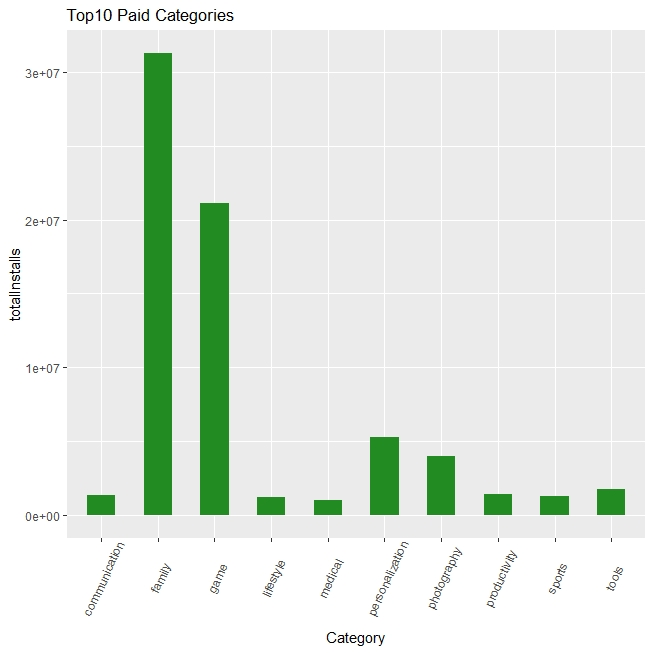 Top10 Paid Categories
totalInstalls
3e+07
2e+07
1e+07
0e+00
communication
family
game
lifestyle
medical
personalization
photography
productivity
sports
tools
Category